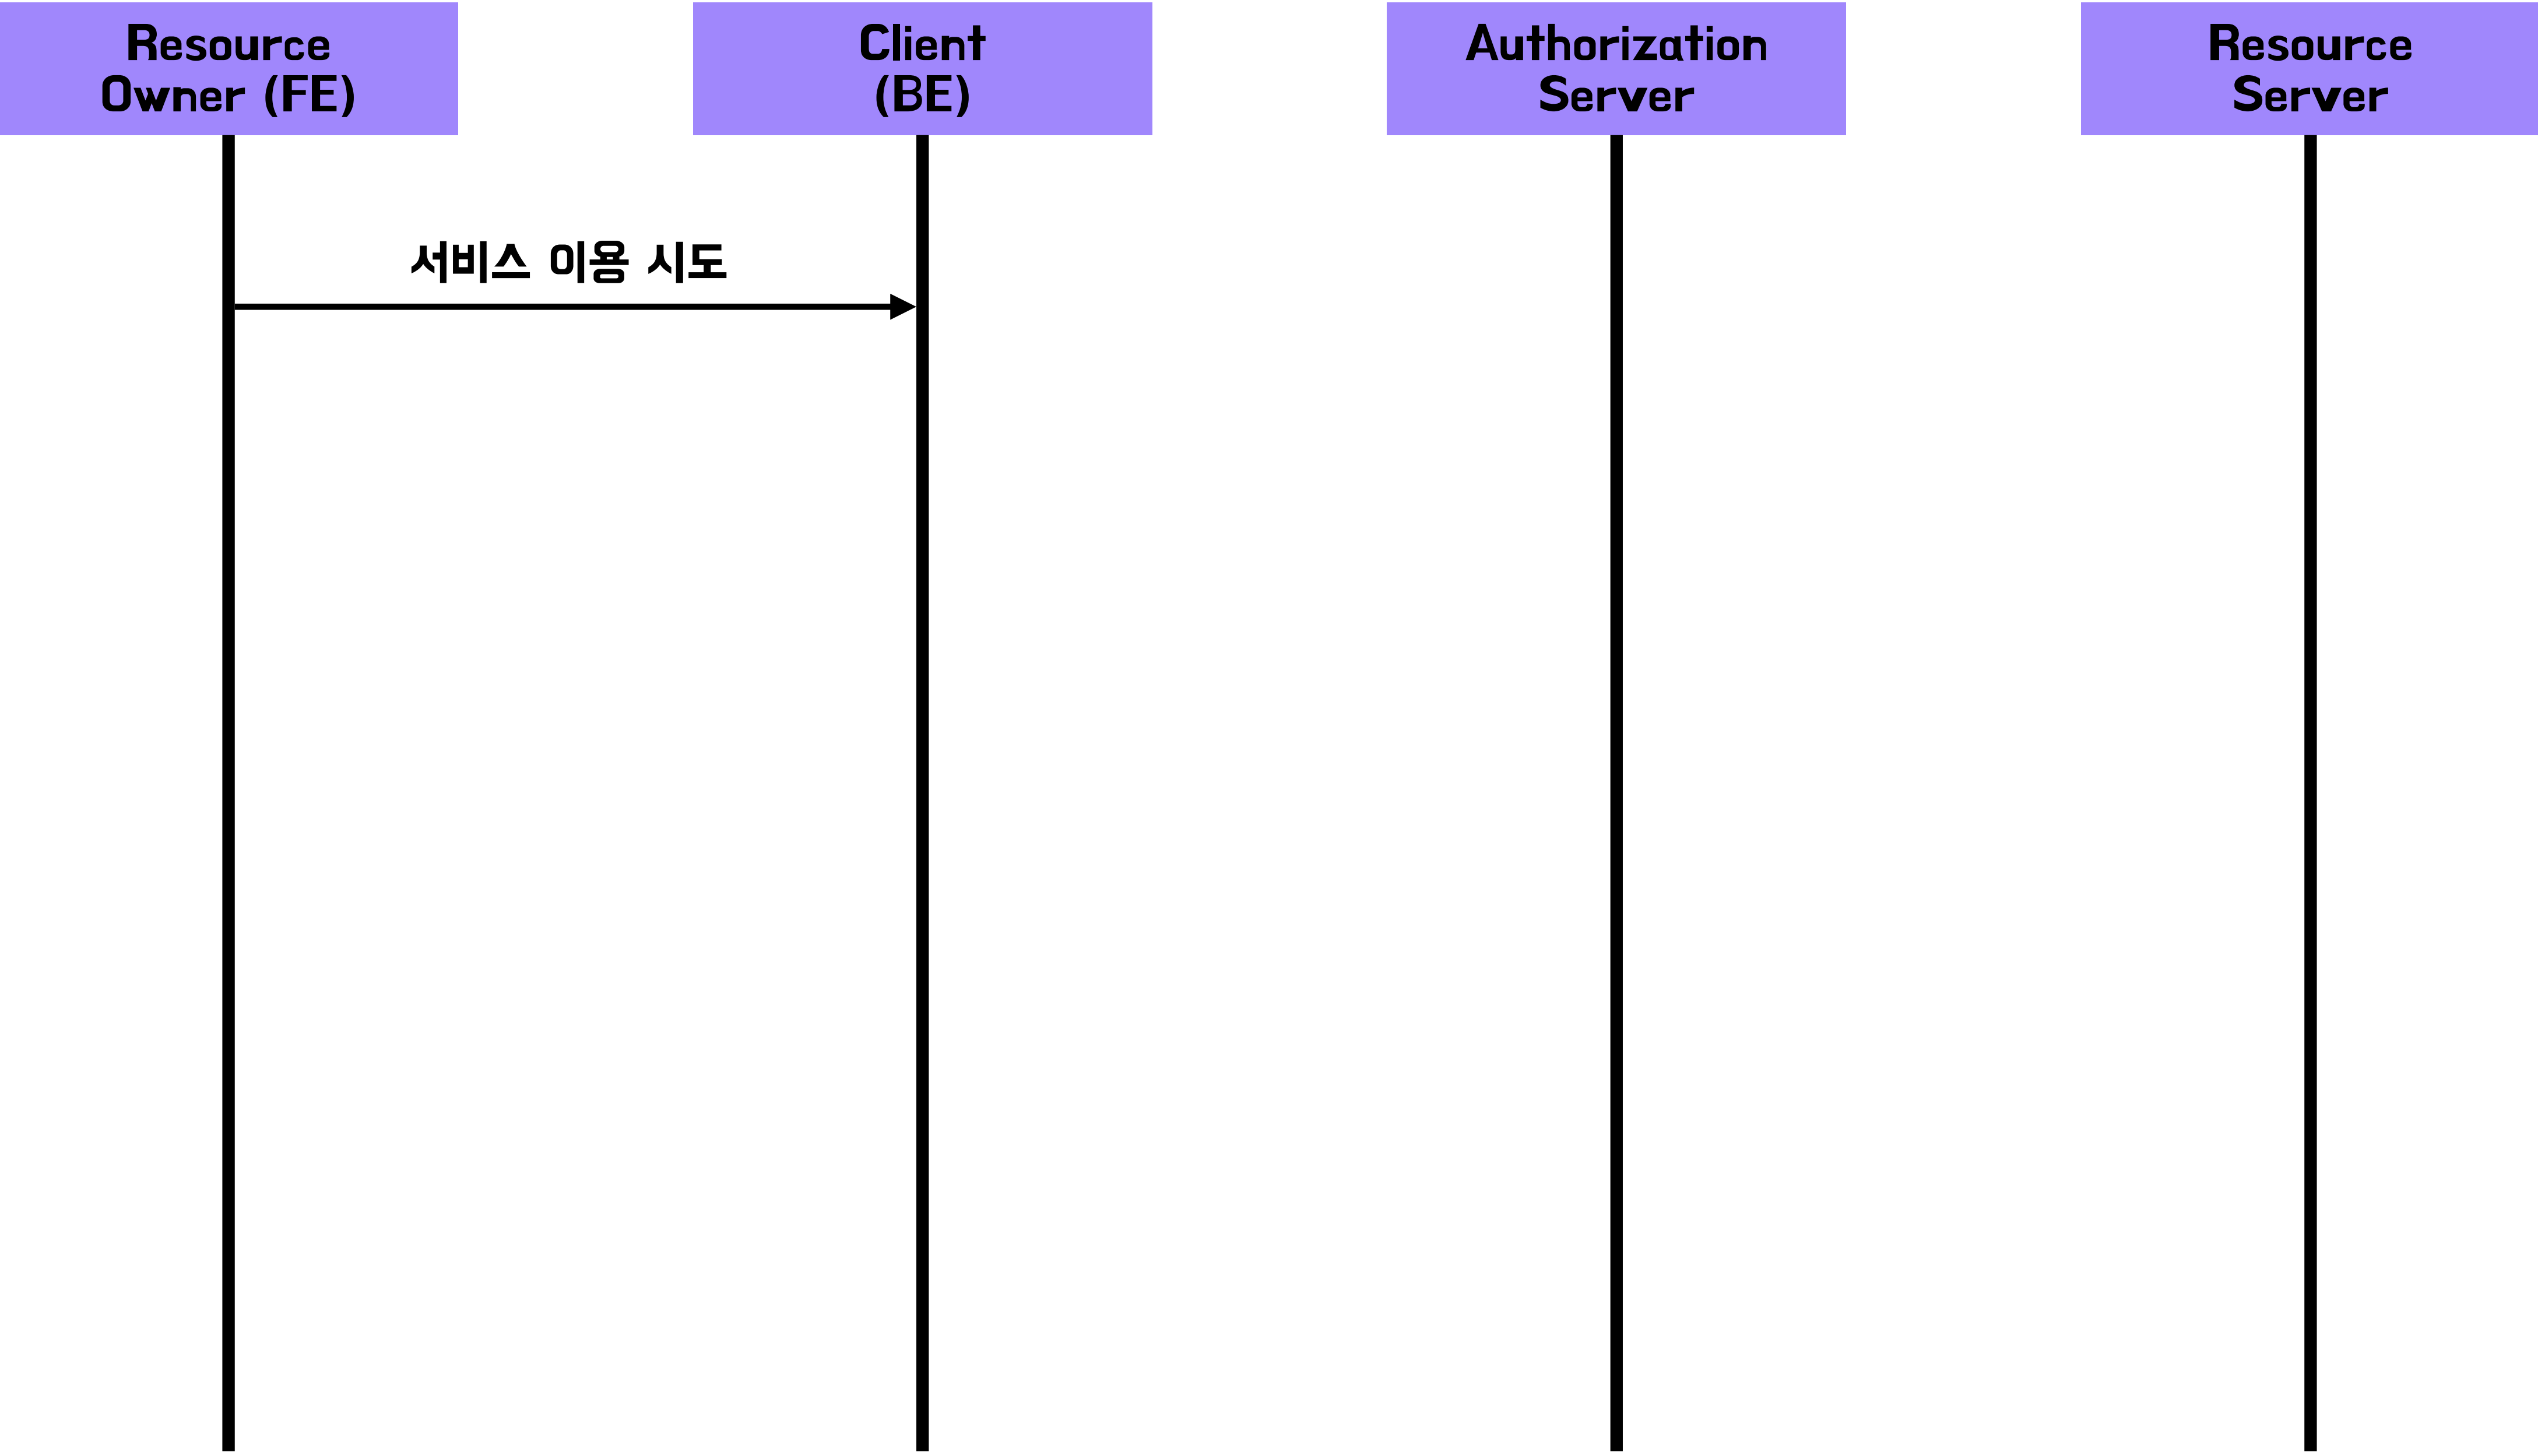 Resource
Owner (FE)
Client
(BE)
Authorization
Server
Resource
Server
서비스 이용 시도